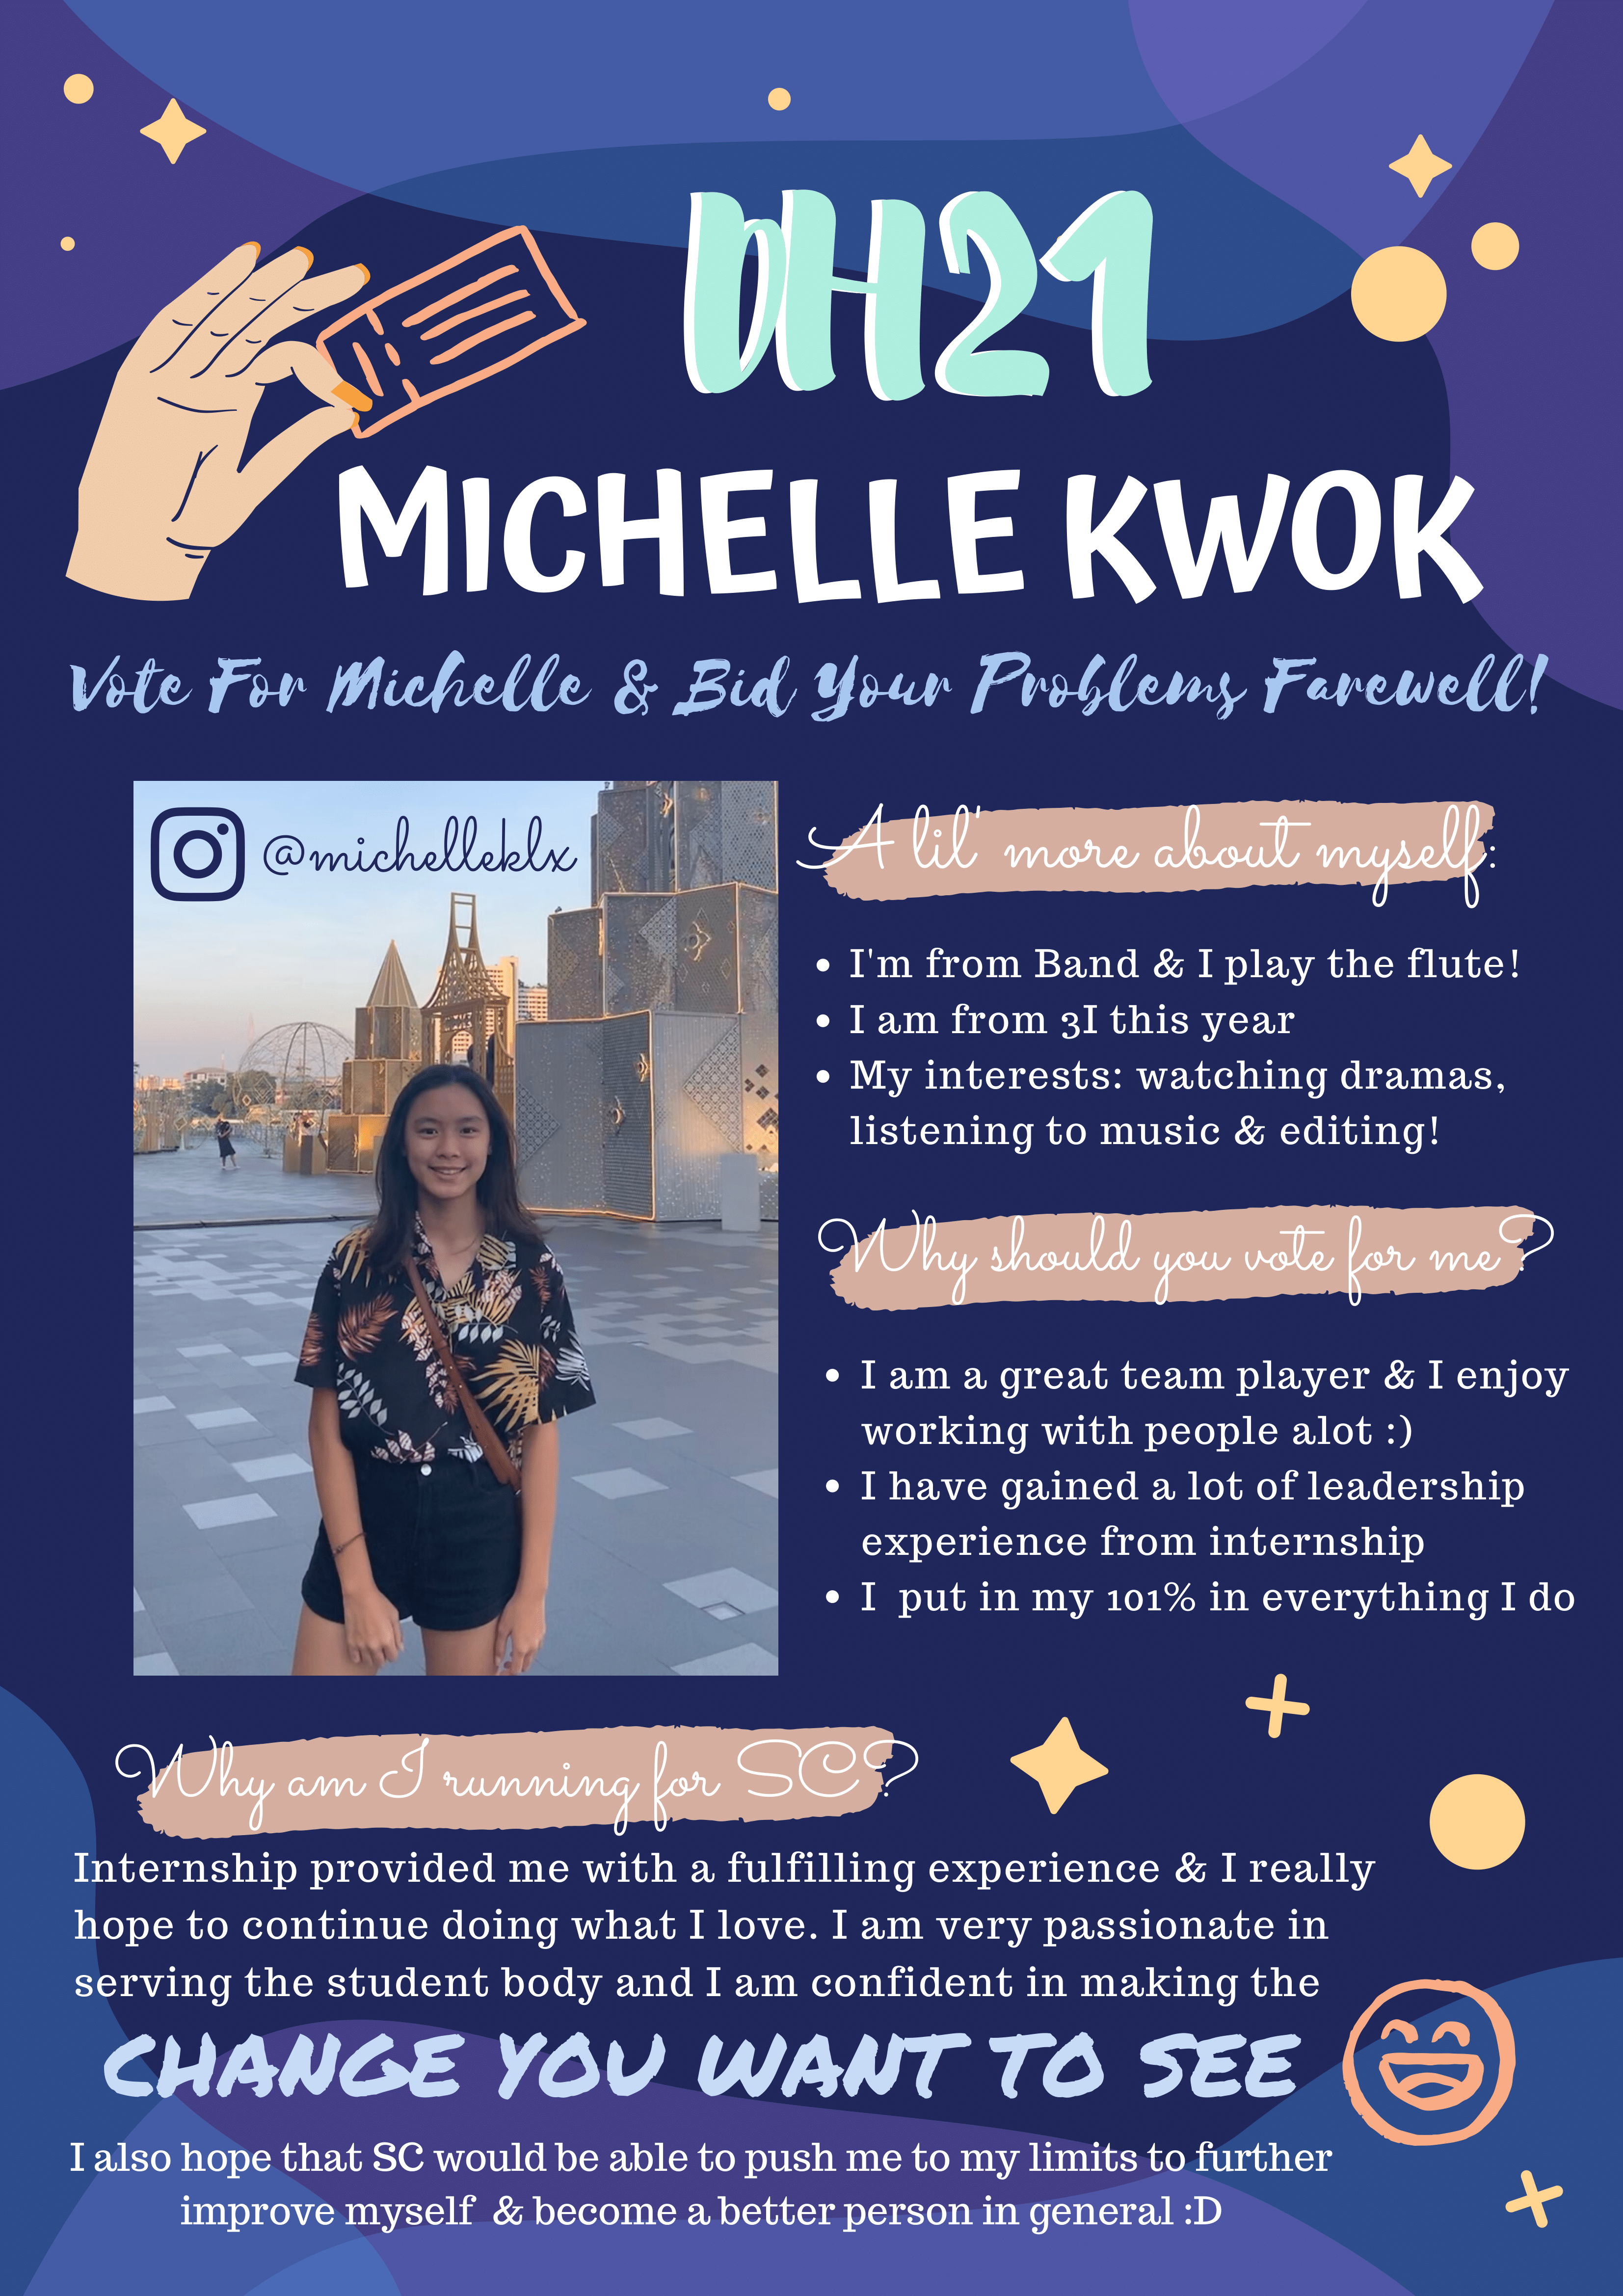 DH21
MICHELLE KWOK
Vote For Michelle & Bid Your Problems Farewell!
@michelleklx
A lil' more about myself:
I'm from Band & I play the flute!
I am from 3I this year
My interests: watching dramas,
listening to music & editing!
Why should you vote for me?
I am a great team player & I enjoy
working with people alot :)
I have gained a lot of leadership
experience from internship
I put in my 101% in everything I do
Why am I running for SC?
Internship provided me with a fulfilling experience & I really
hope to continue doing what I love. I am very passionate in
serving the student body and I am confident in making the
CHANGE YOU WANT TO SEE
I also hope that SC would be able to push me to my limits to further
improve myself & become a better person in general :D